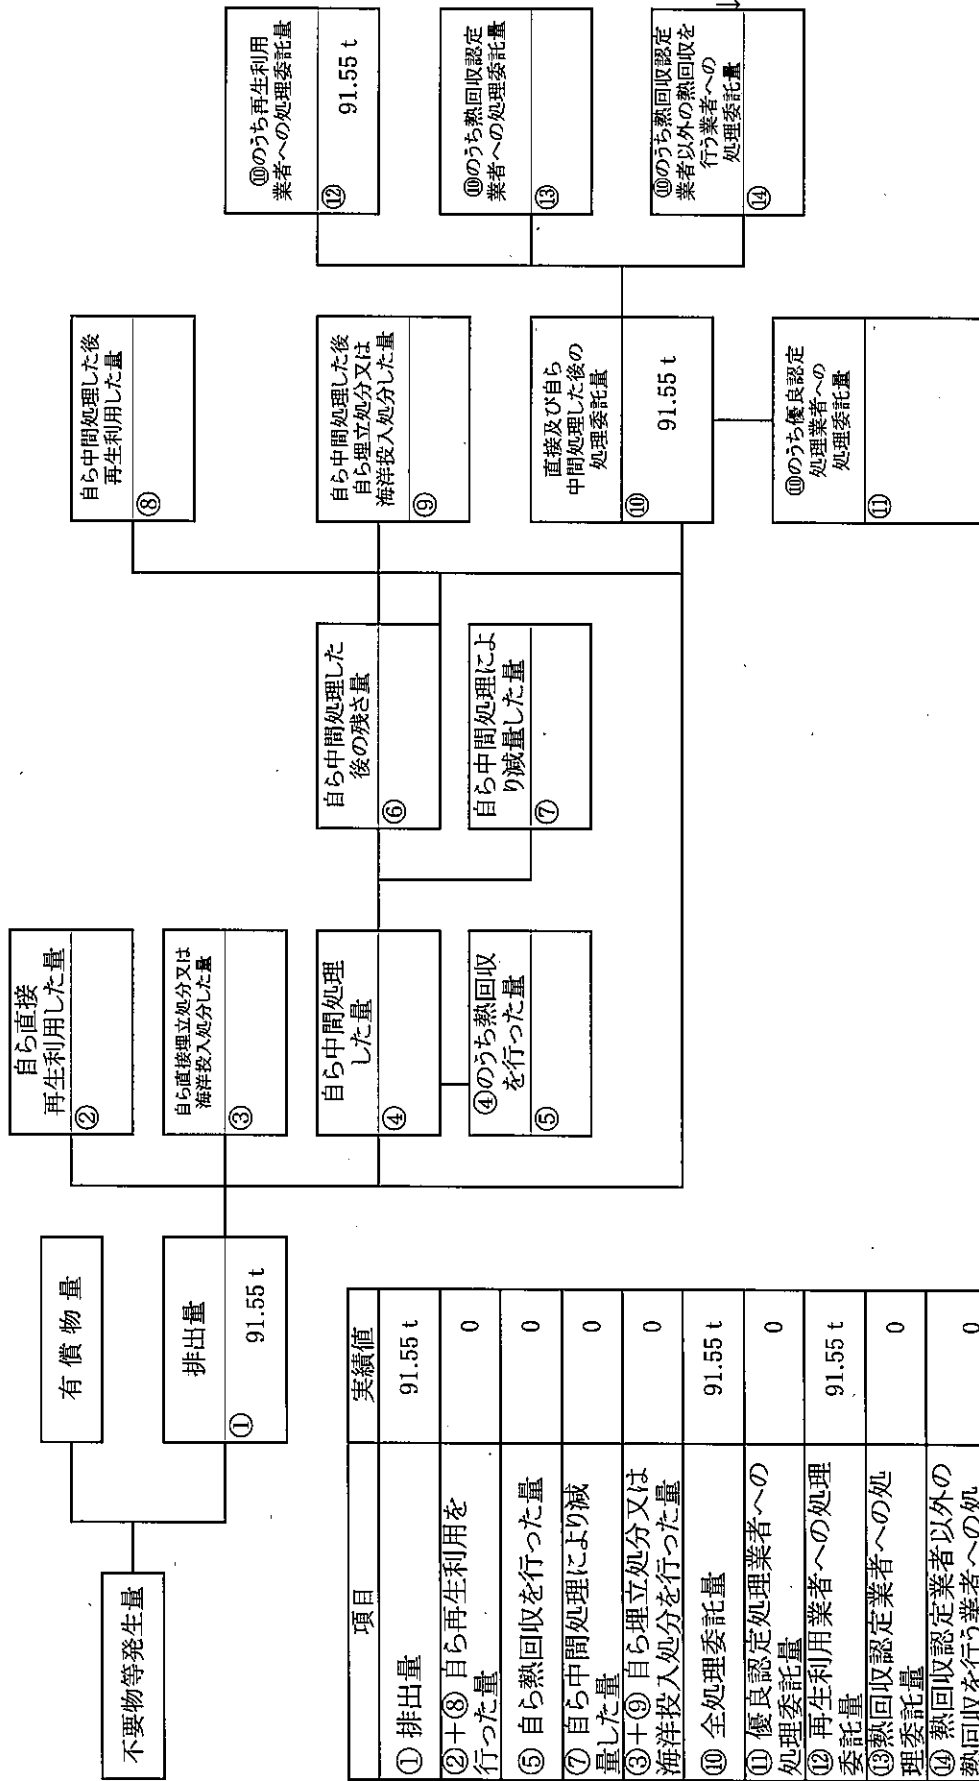 不要物等発生量
有償物量
排出量
①
91.55 t
自ら直接
再生利用した量
②
自ら直接埋立処分又は
海洋投入処分した量
③
自ら中間処理
した量
④
④のうち熱回収
を行った量
⑤
自ら中間処理した
後の残さ量
⑥
自ら中間処理によ
り減量した量
⑦
自ら中間処理した後
再生利用した量
⑧
自ら中間処理した後
自ら埋立処分又は
海洋投入処分した量
⑨
直接及び自ら
中間処理した後の
処理委託量
⑩
91.55 t
⑩のうち優良認定
処理業者への
処理委託量
⑪
⑩のうち再生利用
業者への処理委託量
⑫
91.55 t
⑩のうち熱回収認定
業者への処理委託量
⑬
⑩のうち熱回収認定
業者以外の熱回収を
行う業者への
処理委託量
⑭
項目 実績値
① 排出量 91.55 t
②+⑧ 自ら再生利用を
行った量 0
⑤ 自ら熱回収を行った量 0
⑦ 自ら中間処理により減
量した量 0
③+⑨ 自ら埋立処分又は
海洋投入処分を行った量 0
⑩ 全処理委託量 91.55 t
⑪ 優良認定処理業者への
処理委託量 0
⑫ 再生利用業者への処理
委託量 91.55 t
⑬熱回収認定業者への処
理委託量 0
⑭ 熱回収認定業者以外の
熱回収を行う業者への処 0